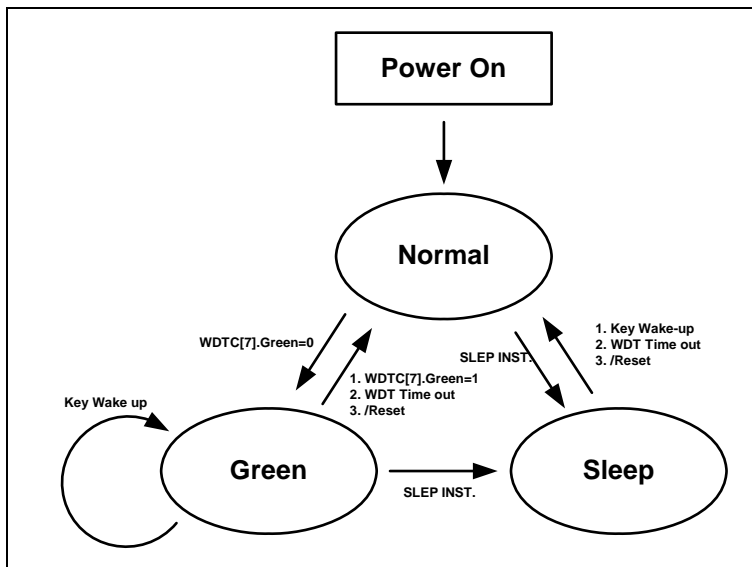 Power On
Normal
WDTC[7].Green=0
1. WDTC[7].Green=1
2. WDT Time out
3. /Reset
SLEP INST.
1. Key Wake-up
2. WDT Time out
3. /Reset
Key Wake up
Green
SLEP INST.
Sleep